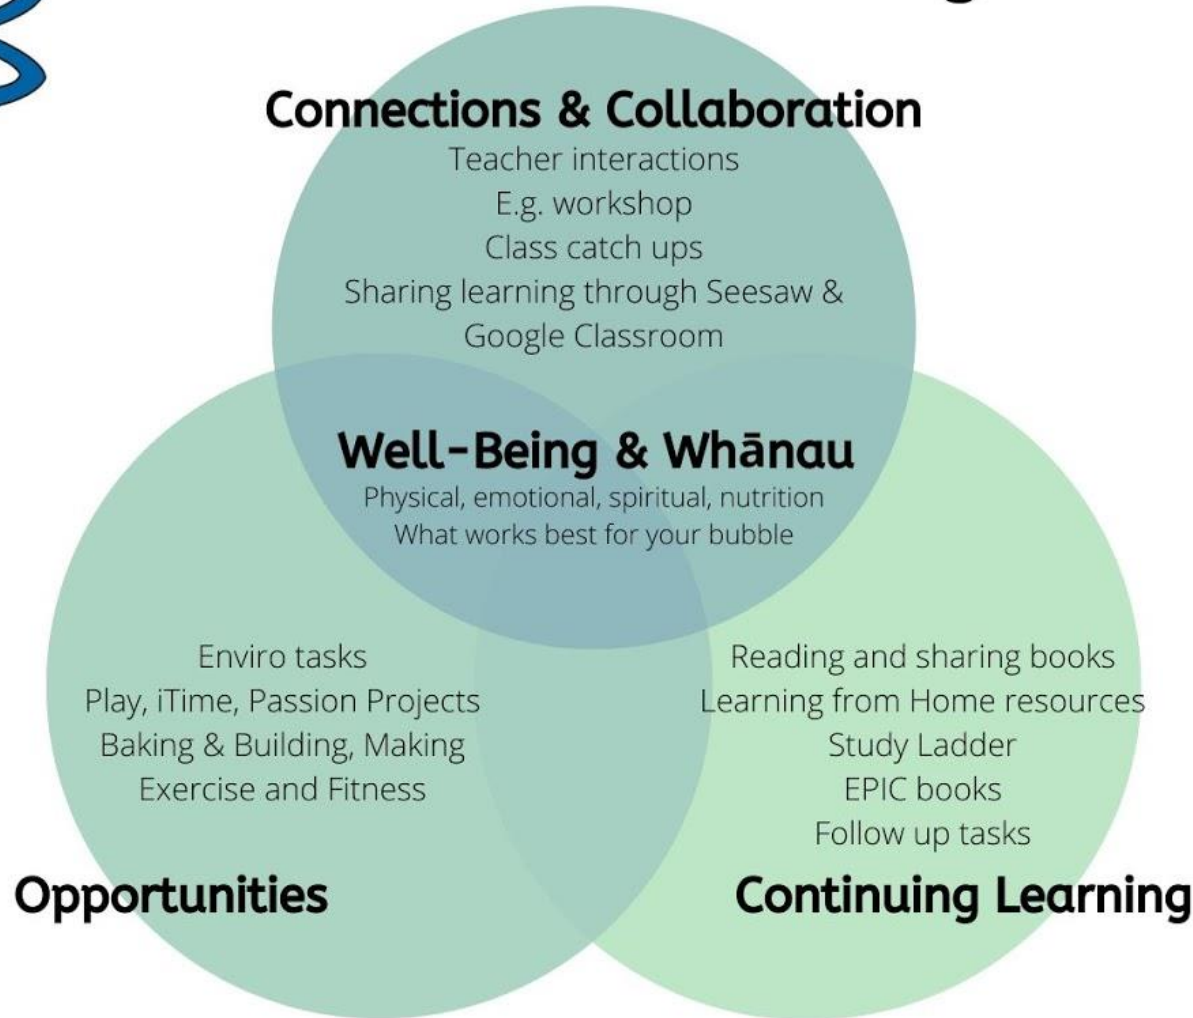 Connections & Collaboration
Teacher interactions
E.g. workshop
Class catch ups
Sharing learning through Seesaw &
Google Classroom
Well-Being & Whānau
Physical, emotional, spiritual, nutrition
What works best for your bubble
Enviro tasks
Play, iTime, Passion Projects
Baking & Building, Making
Exercise and Fitness
Opportunities
Reading and sharing books
Learning from Home resources
Study Ladder
EPIC books
Follow up tasks
Continuing Learning